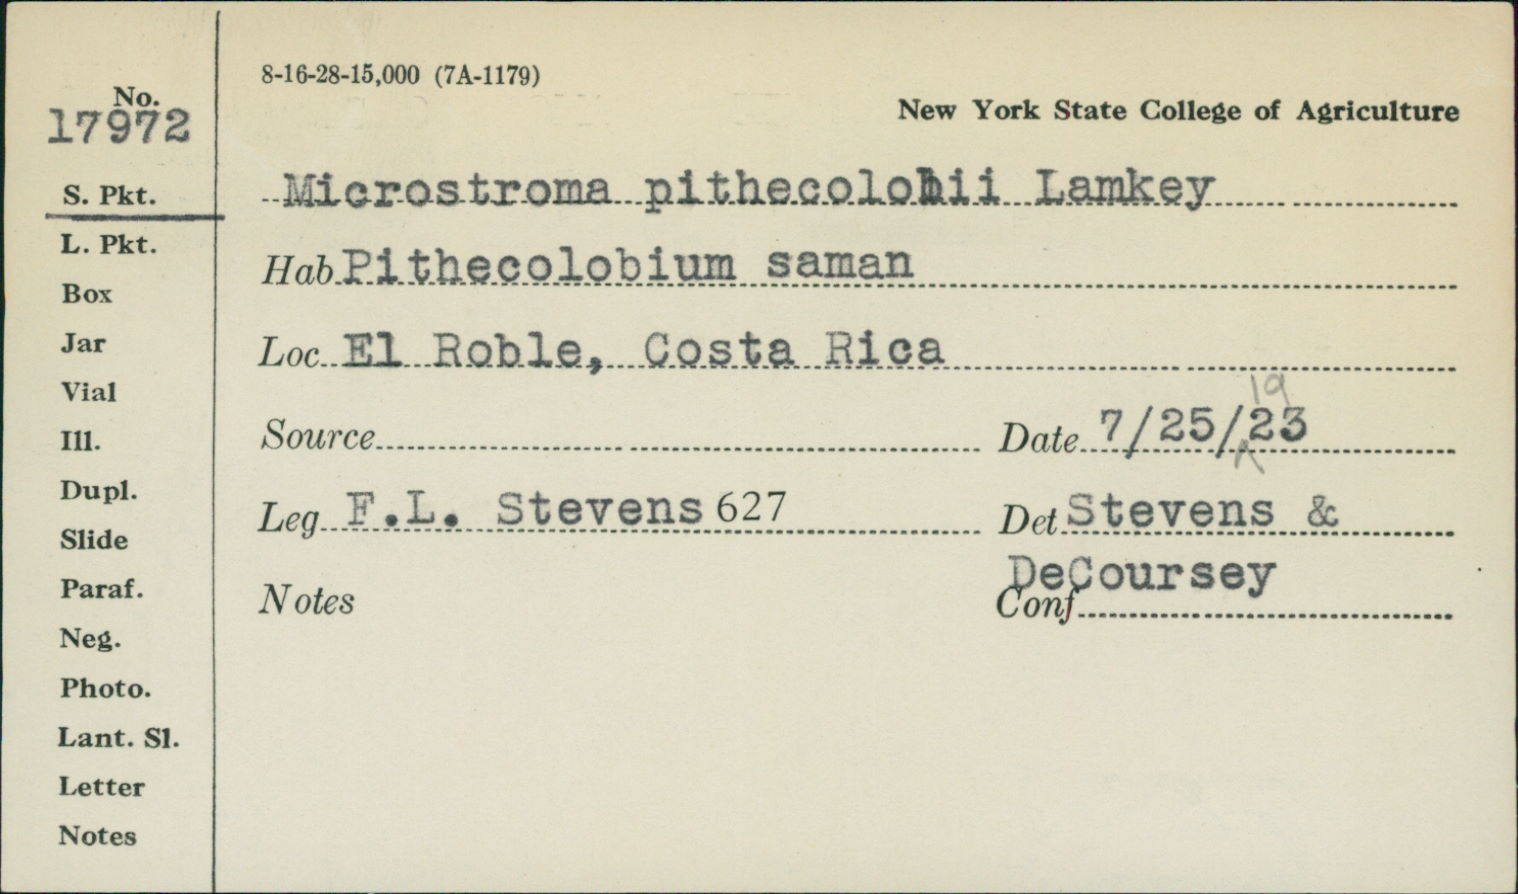 No.
17972
S. Pkt.
L. Pkt.
Box
Jar
Vial
Ill.
Dupl.
Slide
Paraf.
Neg.
Photo.
Lant. Sl.
Letter
Notes
8-16-28-15,000 (7A-1179)
New York State College of Agriculture
Microstroma pithecolobii Lamkey
Hab Pithecolobium saman
Loc El Roble, Costa Rica
Source Date 7/25/1923
Leg F.L. Stevens 627 Det Stevens &
DeCoursey
Notes Conf